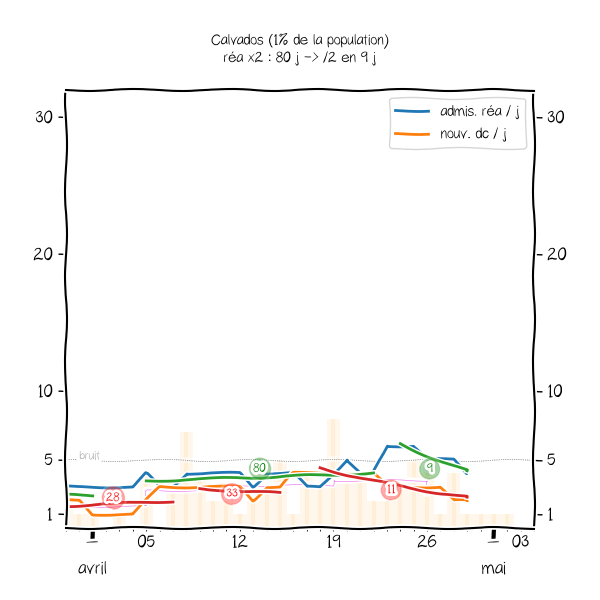 Calvados (1% de la population)
réa x2 : 80 j -> /2 en 9 j
admis. réa / j
nouv. dc / j
30
30
20
20
10
10
bruit
5
5
80
9
28
33
11
1
1
05
12
19
26
03
avril
mai